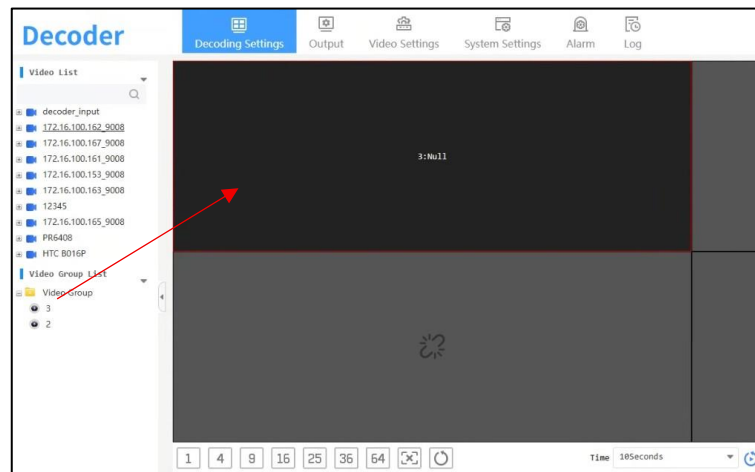 Decoder
Decoding Settings
Output
Video Settings
System Settings
Alarm
Log
Video List
decoder_input
172.16.100.162_9008
172.16.100.167_9008
172.16.100.161_9008
172.16.100.153_9008
172.16.100.163_9008
12345
172.16.100.165_9008
PR6408
HTC B016P
Video Group List
Video Group
3
2
3:Null
1 4 9 16 25 36 64
Time 10Seconds